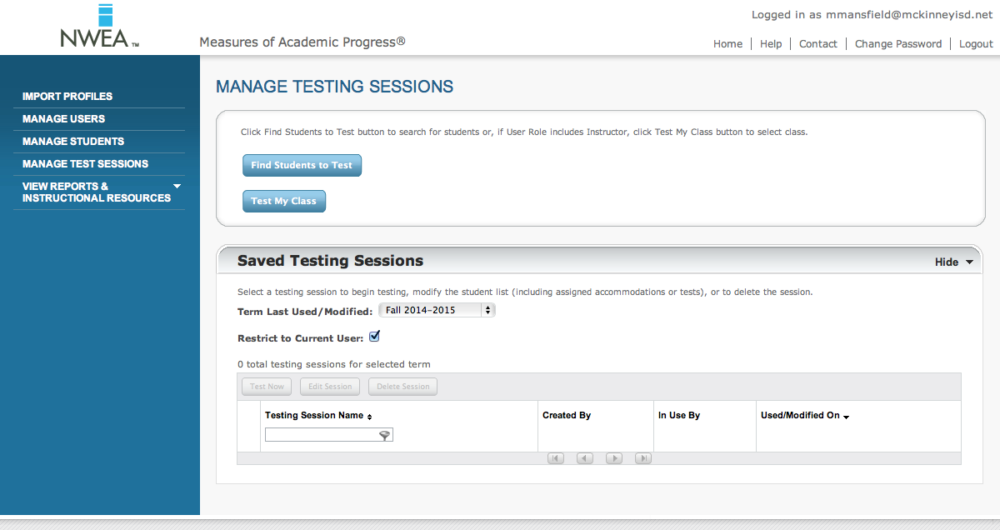 NWEA™
Measures of Academic Progress®
Logged in as mmansfield@mckinneyisd.net
Home | Help | Contact | Change Password | Logout
IMPORT PROFILES
MANAGE USERS
MANAGE STUDENTS
MANAGE TEST SESSIONS
VIEW REPORTS &
INSTRUCTIONAL RESOURCES
MANAGE TESTING SESSIONS
Click Find Students to Test button to search for students or, if User Role includes Instructor, click Test My Class button to select class.
Find Students to Test
Test My Class
Saved Testing Sessions
Hide
Select a testing session to begin testing, modify the student list (including assigned accommodations or tests), or to delete the session.
Term Last Used/Modified: Fall 2014-2015
Restrict to Current User:
0 total testing sessions for selected term
Test Now Edit Session Delete Session
Testing Session Name Created By In Use By Used/Modified On